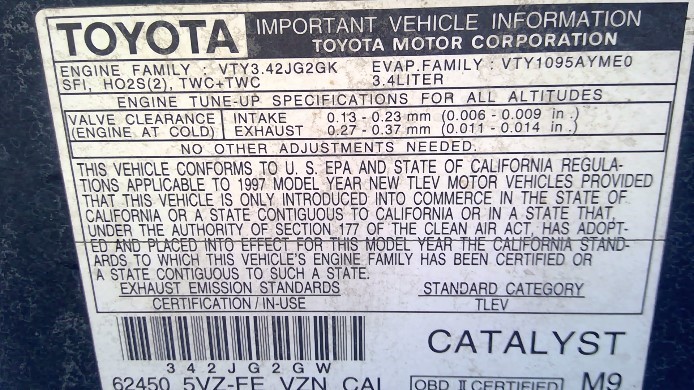 TOYOTA IMPORTANT VEHICLE INFORMATION
TOYOTA MOTOR CORPORATION
ENGINE FAMILY : VTY3.42JG2GK EVAP.FAMILY : VTY1095AYME0
SFI, HO2S(2), TWC+TWC 3.4LITER
ENGINE TUNE-UP SPECIFICATIONS FOR ALL ALTITUDES
VALVE CLEARANCE INTAKE 0.13 - 0.23 mm (0.006 - 0.009 in.)
(ENGINE AT COLD) EXHAUST 0.27 - 0.37 mm (0.011 - 0.014 in.)
NO OTHER ADJUSTMENTS NEEDED.
THIS VEHICLE CONFORMS TO U. S. EPA AND STATE OF CALIFORNIA REGULA-
TIONS APPLICABLE TO 1997 MODEL YEAR NEW TLEV MOTOR VEHICLES PROVIDED
THAT THIS VEHICLE IS ONLY INTRODUCED INTO COMMERCE IN THE STATE OF
CALIFORNIA OR A STATE CONTIGUOUS TO CALIFORNIA OR IN A STATE THAT,
UNDER THE AUTHORITY OF SECTION 177 OF THE CLEAN AIR ACT, HAS ADOPT-
ED AND PLACED INTO EFFECT FOR THIS MODEL YEAR THE CALIFORNIA STAND-
ARDS TO WHICH THIS VEHICLE'S ENGINE FAMILY HAS BEEN CERTIFIED OR
A STATE CONTIGUOUS TO SUCH A STATE.
EXHAUST EMISSION STANDARDS STANDARD CATEGORY
CERTIFICATION / IN-USE TLEV
342JG2GW CATALYST
62450 5VZ-FE VZN CAL OBD II CERTIFIED M9